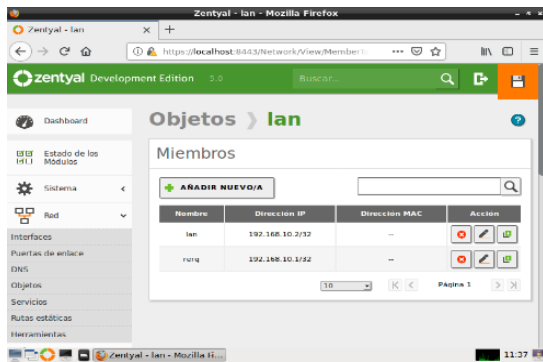 Zentyal - lan - Mozilla Firefox
Zentyal - lan
https://localhost:8443/Network/View/MemberT
zentyal Development Edition 5.0
Buscar...
Objetos
lan
Dashboard
Estado de los Módulos
Sistema
Red
Interfaces
Puertas de enlace
DNS
Objetos
Servicios
Rutas estáticas
Herramientas
Miembros
AÑADIR NUEVO/A
Nombre Dirección IP Dirección MAC Acción
lan 192.168.10.2/32 --
192.168.10.1/32 --
10
Página 1
Zentyal - lan - Mozilla Fi...
11:37